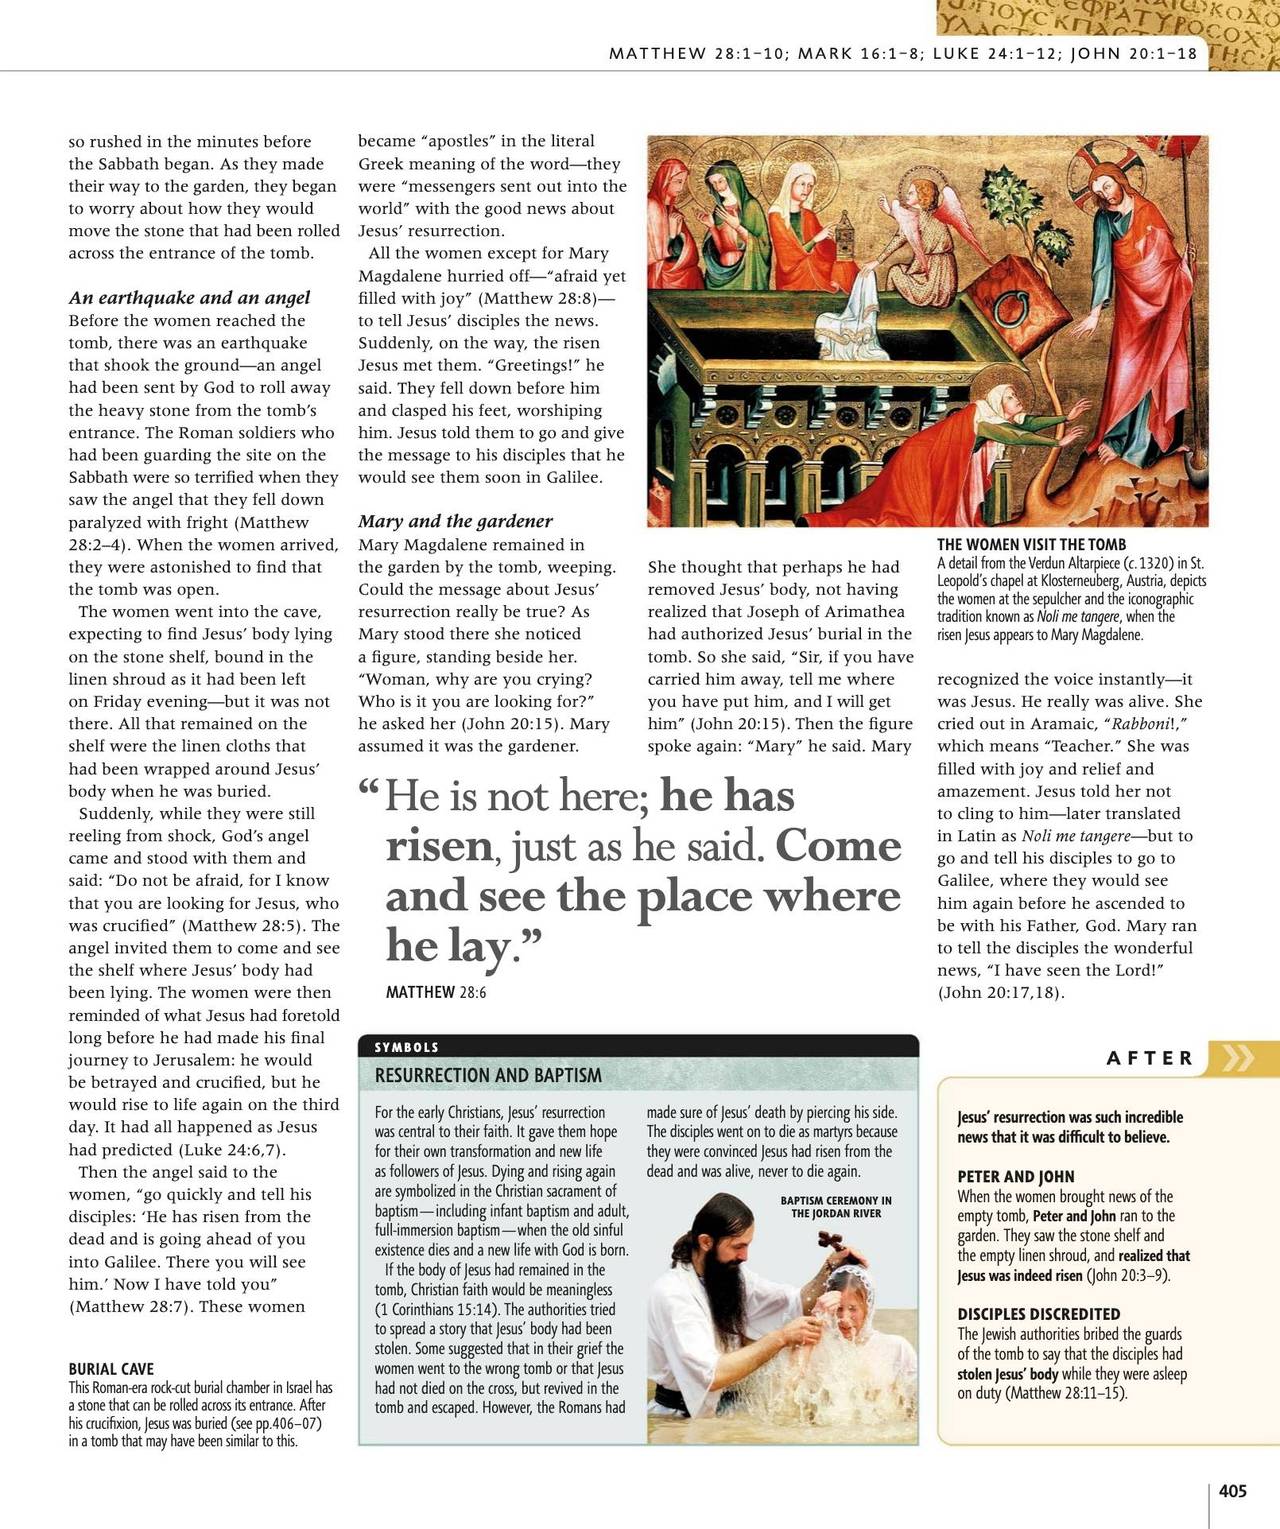 MATTHEW 28:1–10; MARK 16:1–8; LUKE 24:1–12; JOHN 20:1–18
so rushed in the minutes before
the Sabbath began. As they made
their way to the garden, they began
to worry about how they would
move the stone that had been rolled
across the entrance of the tomb.
An earthquake and an angel
Before the women reached the
tomb, there was an earthquake
that shook the ground—an angel
had been sent by God to roll away
the heavy stone from the tomb’s
entrance. The Roman soldiers who
had been guarding the site on the
Sabbath were so terrified when they
saw the angel that they fell down
paralyzed with fright (Matthew
28:2–4). When the women arrived,
they were astonished to find that
the tomb was open.
The women went into the cave,
expecting to find Jesus’ body lying
on the stone shelf, bound in the
linen shroud as it had been left
on Friday evening—but it was not
there. All that remained on the
shelf were the linen cloths that
had been wrapped around Jesus’
body when he was buried.
Suddenly, while they were still
reeling from shock, God’s angel
came and stood with them and
said: “Do not be afraid, for I know
that you are looking for Jesus, who
was crucified” (Matthew 28:5). The
angel invited them to come and see
the shelf where Jesus’ body had
been lying. The women were then
reminded of what Jesus had foretold
long before he had made his final
journey to Jerusalem: he would
be betrayed and crucified, but he
would rise to life again on the third
day. It had all happened as Jesus
had predicted (Luke 24:6,7).
Then the angel said to the
women, “go quickly and tell his
disciples: ‘He has risen from the
dead and is going ahead of you
into Galilee. There you will see
him.’ Now I have told you”
(Matthew 28:7). These women
BURIAL CAVE
This Roman-era rock-cut burial chamber in Israel has
a stone that can be rolled across its entrance. After
his crucifixion, Jesus was buried (see pp.406–07)
in a tomb that may have been similar to this.
became “apostles” in the literal
Greek meaning of the word—they
were “messengers sent out into the
world” with the good news about
Jesus’ resurrection.
All the women except for Mary
Magdalene hurried off—“afraid yet
filled with joy” (Matthew 28:8)—
to tell Jesus’ disciples the news.
Suddenly, on the way, the risen
Jesus met them. “Greetings!” he
said. They fell down before him
and clasped his feet, worshiping
him. Jesus told them to go and give
the message to his disciples that he
would see them soon in Galilee.
Mary and the gardener
Mary Magdalene remained in
the garden by the tomb, weeping.
Could the message about Jesus’
resurrection really be true? As
Mary stood there she noticed
a figure, standing beside her.
“Woman, why are you crying?
Who is it you are looking for?”
he asked her (John 20:15). Mary
assumed it was the gardener.
She thought that perhaps he had
removed Jesus’ body, not having
realized that Joseph of Arimathea
had authorized Jesus’ burial in the
tomb. So she said, “Sir, if you have
carried him away, tell me where
you have put him, and I will get
him” (John 20:15). Then the figure
spoke again: “Mary” he said. Mary
THE WOMEN VISIT THE TOMB
A detail from the Verdun Altarpiece (c.1320) in St.
Leopold’s chapel at Klosterneuberg, Austria, depicts
the women at the sepulcher and the iconographic
tradition known as Noli me tangere, when the
risen Jesus appears to Mary Magdalene.
recognized the voice instantly—it
was Jesus. He really was alive. She
cried out in Aramaic, “Rabboni!,”
which means “Teacher.” She was
filled with joy and relief and
amazement. Jesus told her not
to cling to him—later translated
in Latin as Noli me tangere—but to
go and tell his disciples to go to
Galilee, where they would see
him again before he ascended to
be with his Father, God. Mary ran
to tell the disciples the wonderful
news, “I have seen the Lord!”
(John 20:17,18).
“He is not here; he has
risen, just as he said. Come
and see the place where
he lay.”
MATTHEW 28:6
SYMBOLS
RESURRECTION AND BAPTISM
For the early Christians, Jesus’ resurrection
was central to their faith. It gave them hope
for their own transformation and new life
as followers of Jesus. Dying and rising again
are symbolized in the Christian sacrament of
baptism—including infant baptism and adult,
full-immersion baptism—when the old sinful
existence dies and a new life with God is born.
If the body of Jesus had remained in the
tomb, Christian faith would be meaningless
(1 Corinthians 15:14). The authorities tried
to spread a story that Jesus’ body had been
stolen. Some suggested that in their grief the
women went to the wrong tomb or that Jesus
had not died on the cross, but revived in the
tomb and escaped. However, the Romans had
made sure of Jesus’ death by piercing his side.
The disciples went on to die as martyrs because
they were convinced Jesus had risen from the
dead and was alive, never to die again.
BAPTISM CEREMONY IN
THE JORDAN RIVER
AFTER
Jesus’ resurrection was such incredible
news that it was difficult to believe.
PETER AND JOHN
When the women brought news of the
empty tomb, Peter and John ran to the
garden. They saw the stone shelf and
the empty linen shroud, and realized that
Jesus was indeed risen (John 20:3–9).
DISCIPLES DISCREDITED
The Jewish authorities bribed the guards
of the tomb to say that the disciples had
stolen Jesus’ body while they were asleep
on duty (Matthew 28:11–15).
405